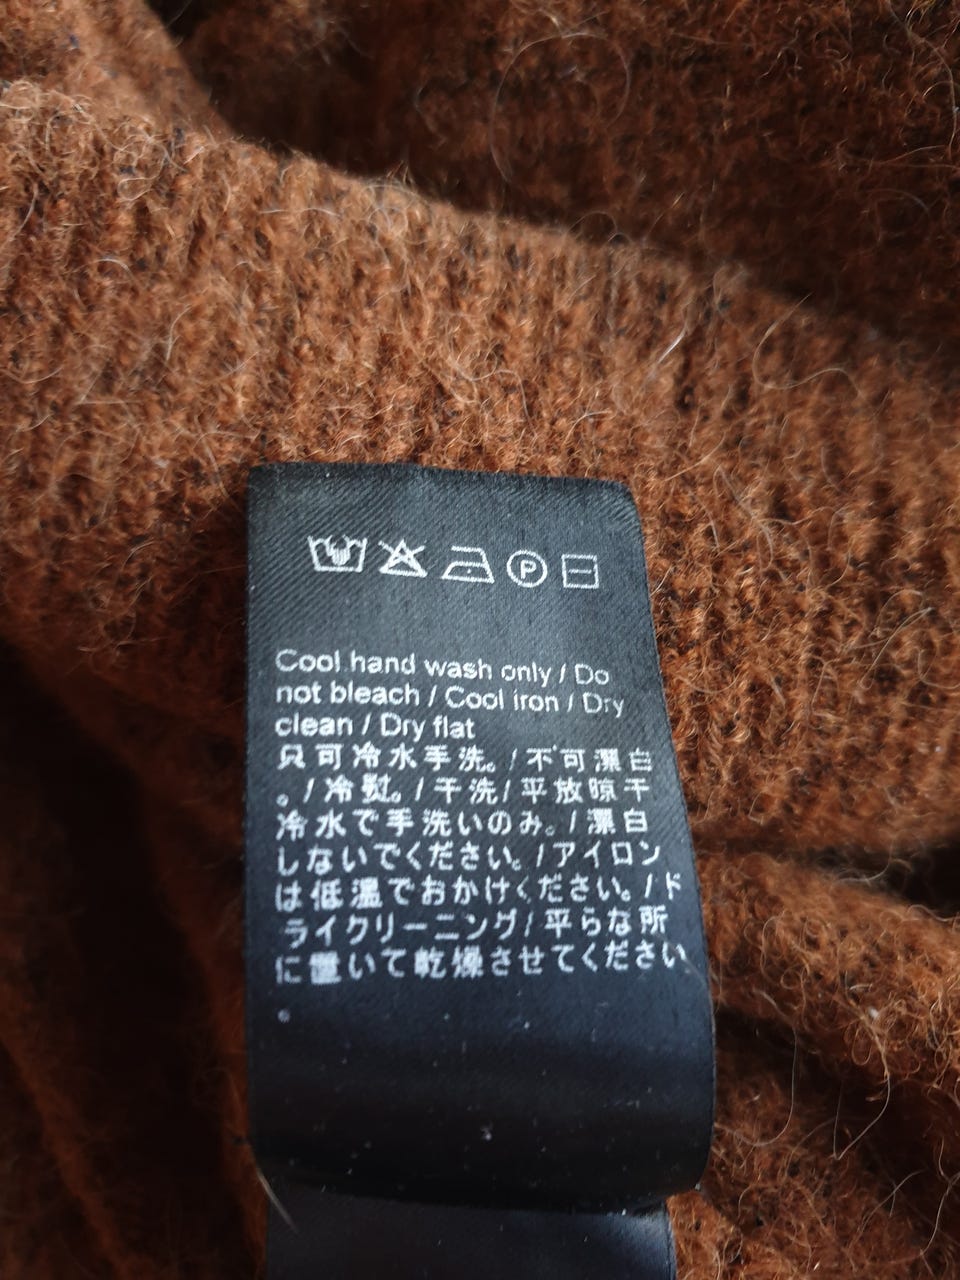 P
Cool hand wash only / Do
not bleach / Cool iron / Dry
clean / Dry flat
只可冷水手洗。/不可漂白
。/冷熨。/干洗/平放晾干
冷水で手洗いのみ。/漂白
しないでください。/アイロン
は低温でおかけください。/ド
ライクリーニング/平らな所
に置いて乾燥させてください
。